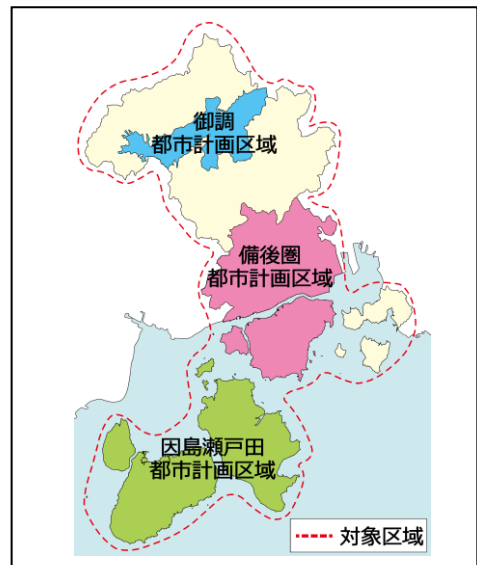 御調
都市計画区域
備後圏
都市計画区域
因島瀬戸田
都市計画区域
対象区域